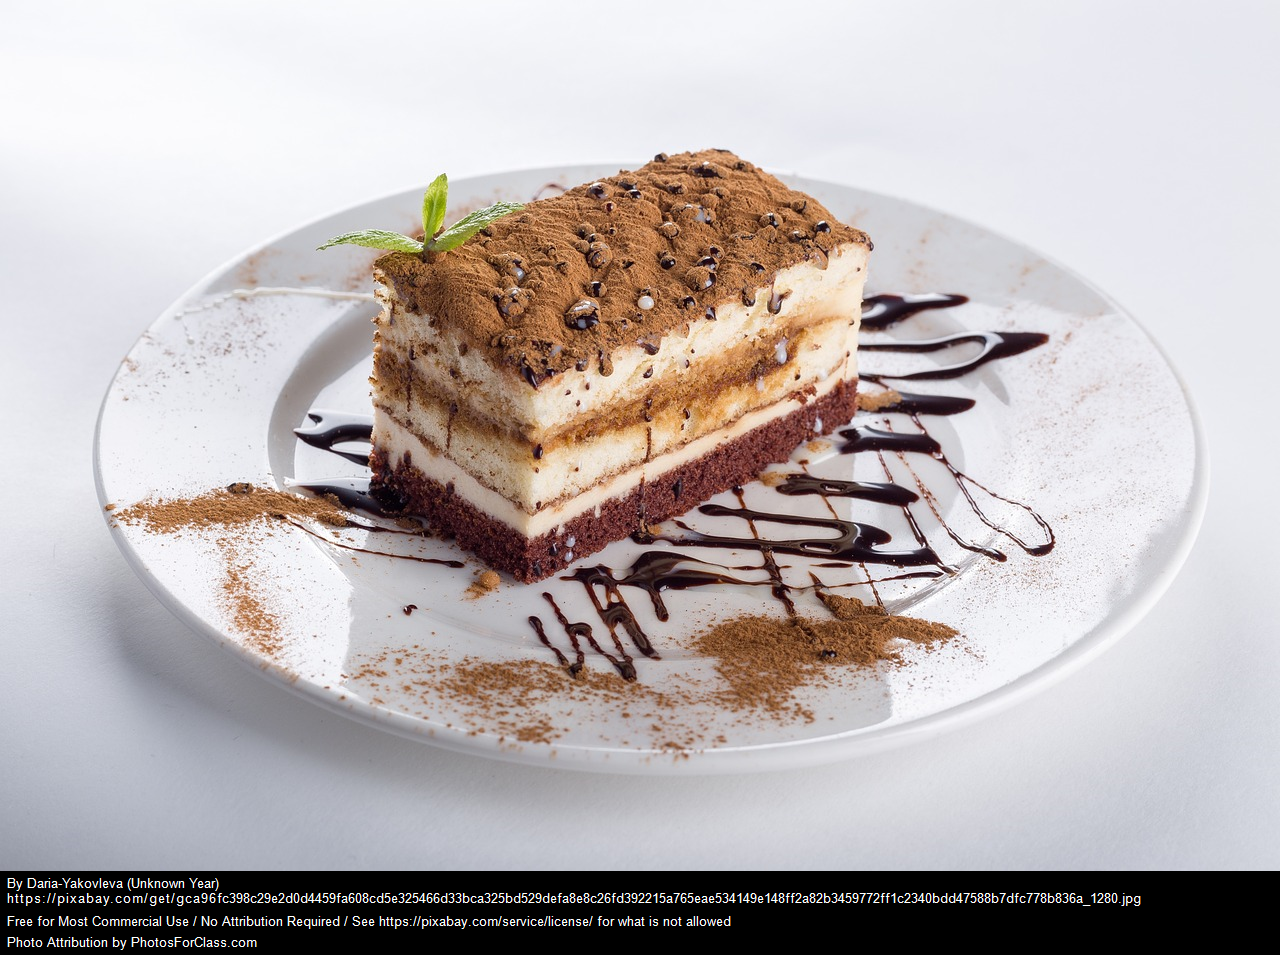 By Daria-Yakovleva (Unknown Year)
https://pixabay.com/get/gca96fc398c29e2d0d4459fa608cd5e325466d33bca325bd529defa8e8c26fd392215a765eae534149e148ff2a82b3459772ff1c2340bdd47588b7dfc778b836a_1280.jpg
Free for Most Commercial Use / No Attribution Required / See https://pixabay.com/service/license/ for what is not allowed
Photo Attribution by PhotosForClass.com